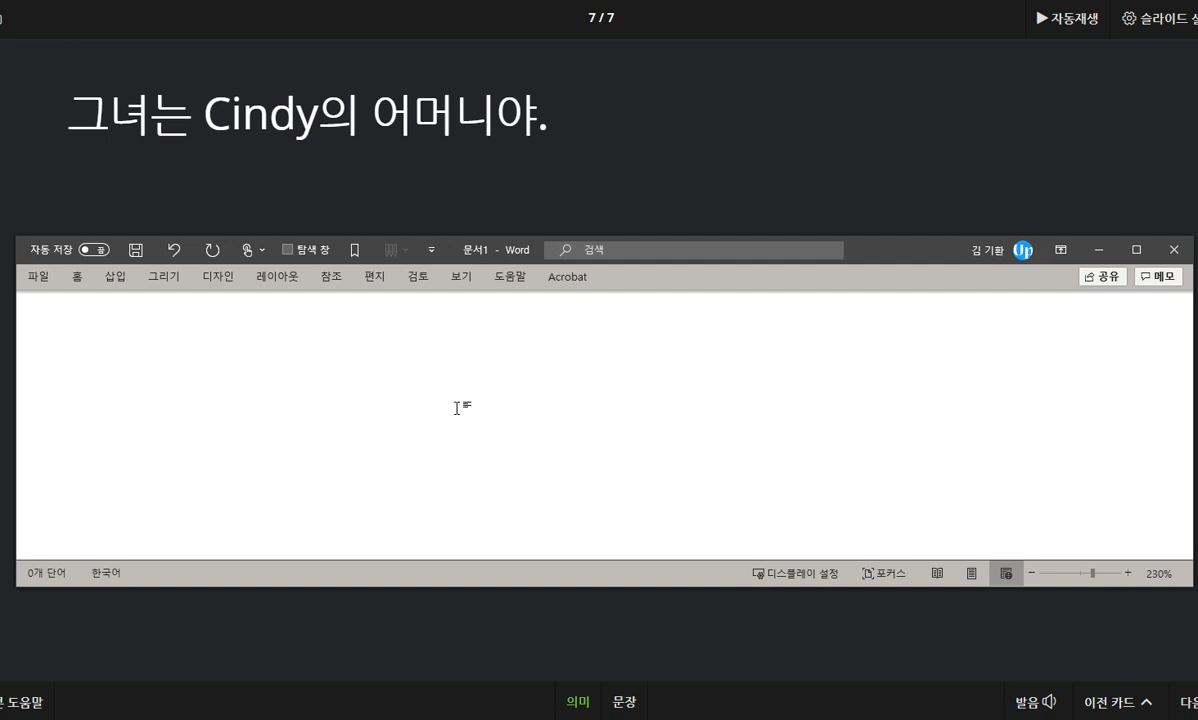 7 / 7
자동재생
슬라이드
그녀는 Cindy의 어머니야.
자동 저장 끔 탐색 창 문서1 - Word 검색 김 기환 Up
파일 홈 삽입 그리기 디자인 레이아웃 참조 편지 검토 보기 도움말 Acrobat 공유 메모
0개 단어 한국어 디스플레이 설정 포커스 230%
도움말 의미 문장 발음 이전 카드